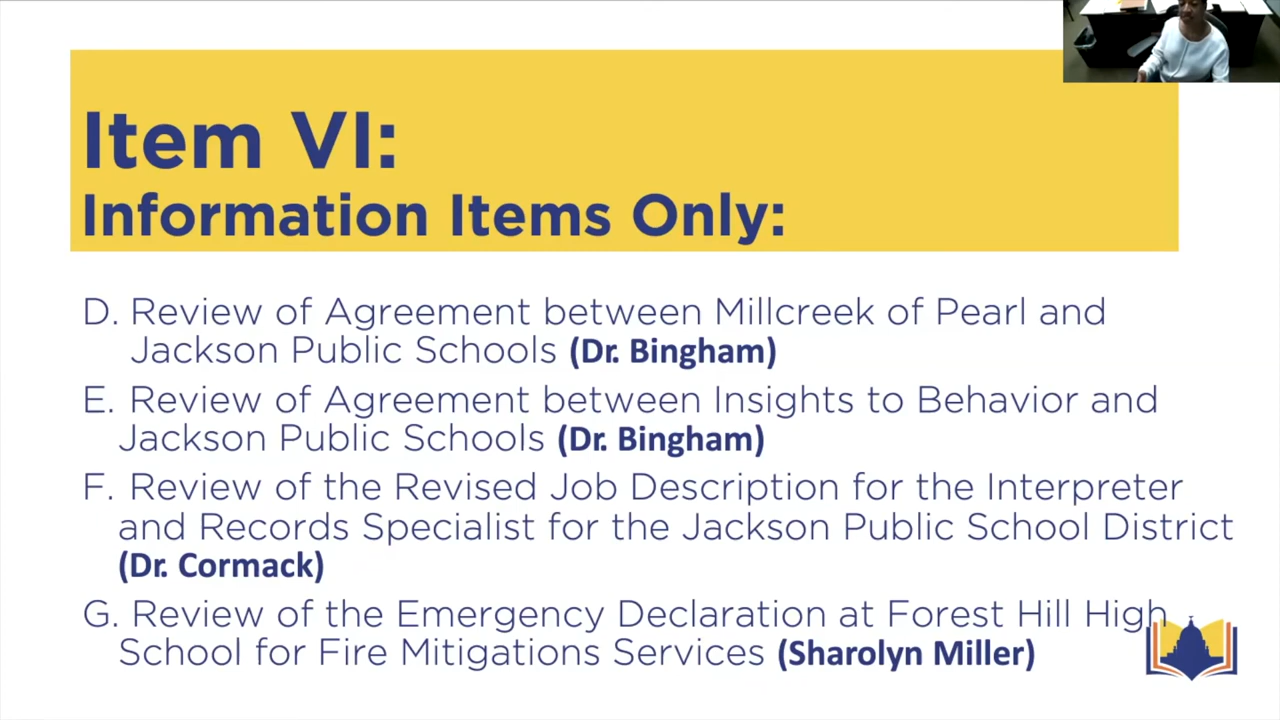 Item VI:
Information Items Only:
D. Review of Agreement between Millcreek of Pearl and
Jackson Public Schools (Dr. Bingham)
E. Review of Agreement between Insights to Behavior and
Jackson Public Schools (Dr. Bingham)
F. Review of the Revised Job Description for the Interpreter
and Records Specialist for the Jackson Public School District
(Dr. Cormack)
G. Review of the Emergency Declaration at Forest Hill High
School for Fire Mitigations Services (Sharolyn Miller)